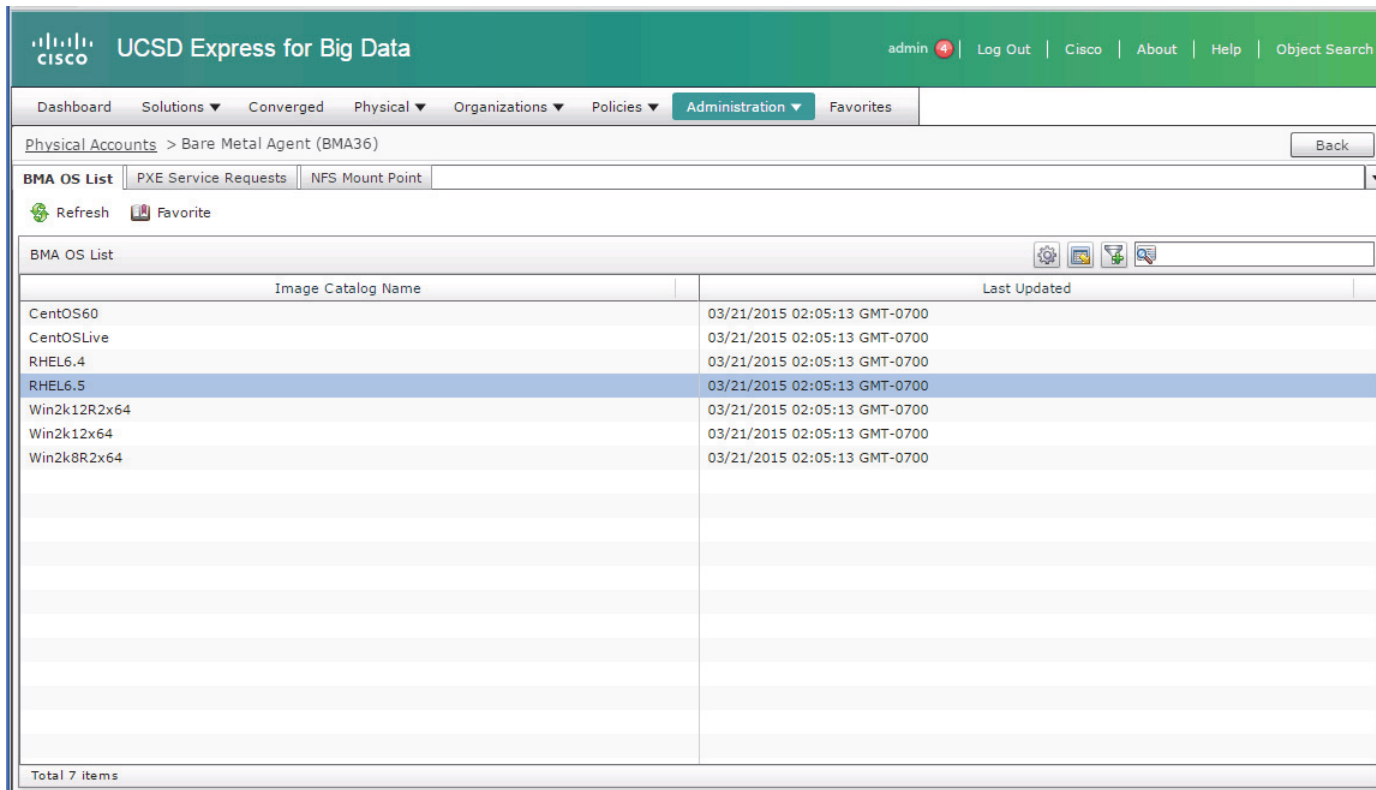 CISCO UCSD Express for Big Data admin 4 | Log Out | Cisco | About | Help | Object Search
Dashboard Solutions ▼ Converged Physical ▼ Organizations ▼ Policies ▼ Administration ▼ Favorites
Physical Accounts > Bare Metal Agent (BMA36) Back
BMA OS List PXE Service Requests NFS Mount Point
Refresh Favorite
BMA OS List
Image Catalog Name Last Updated
CentOS60 03/21/2015 02:05:13 GMT-0700
CentOSLive 03/21/2015 02:05:13 GMT-0700
RHEL6.4 03/21/2015 02:05:13 GMT-0700
RHEL6.5 03/21/2015 02:05:13 GMT-0700
Win2k12R2x64 03/21/2015 02:05:13 GMT-0700
Win2k12x64 03/21/2015 02:05:13 GMT-0700
Win2k8R2x64 03/21/2015 02:05:13 GMT-0700
Total 7 items